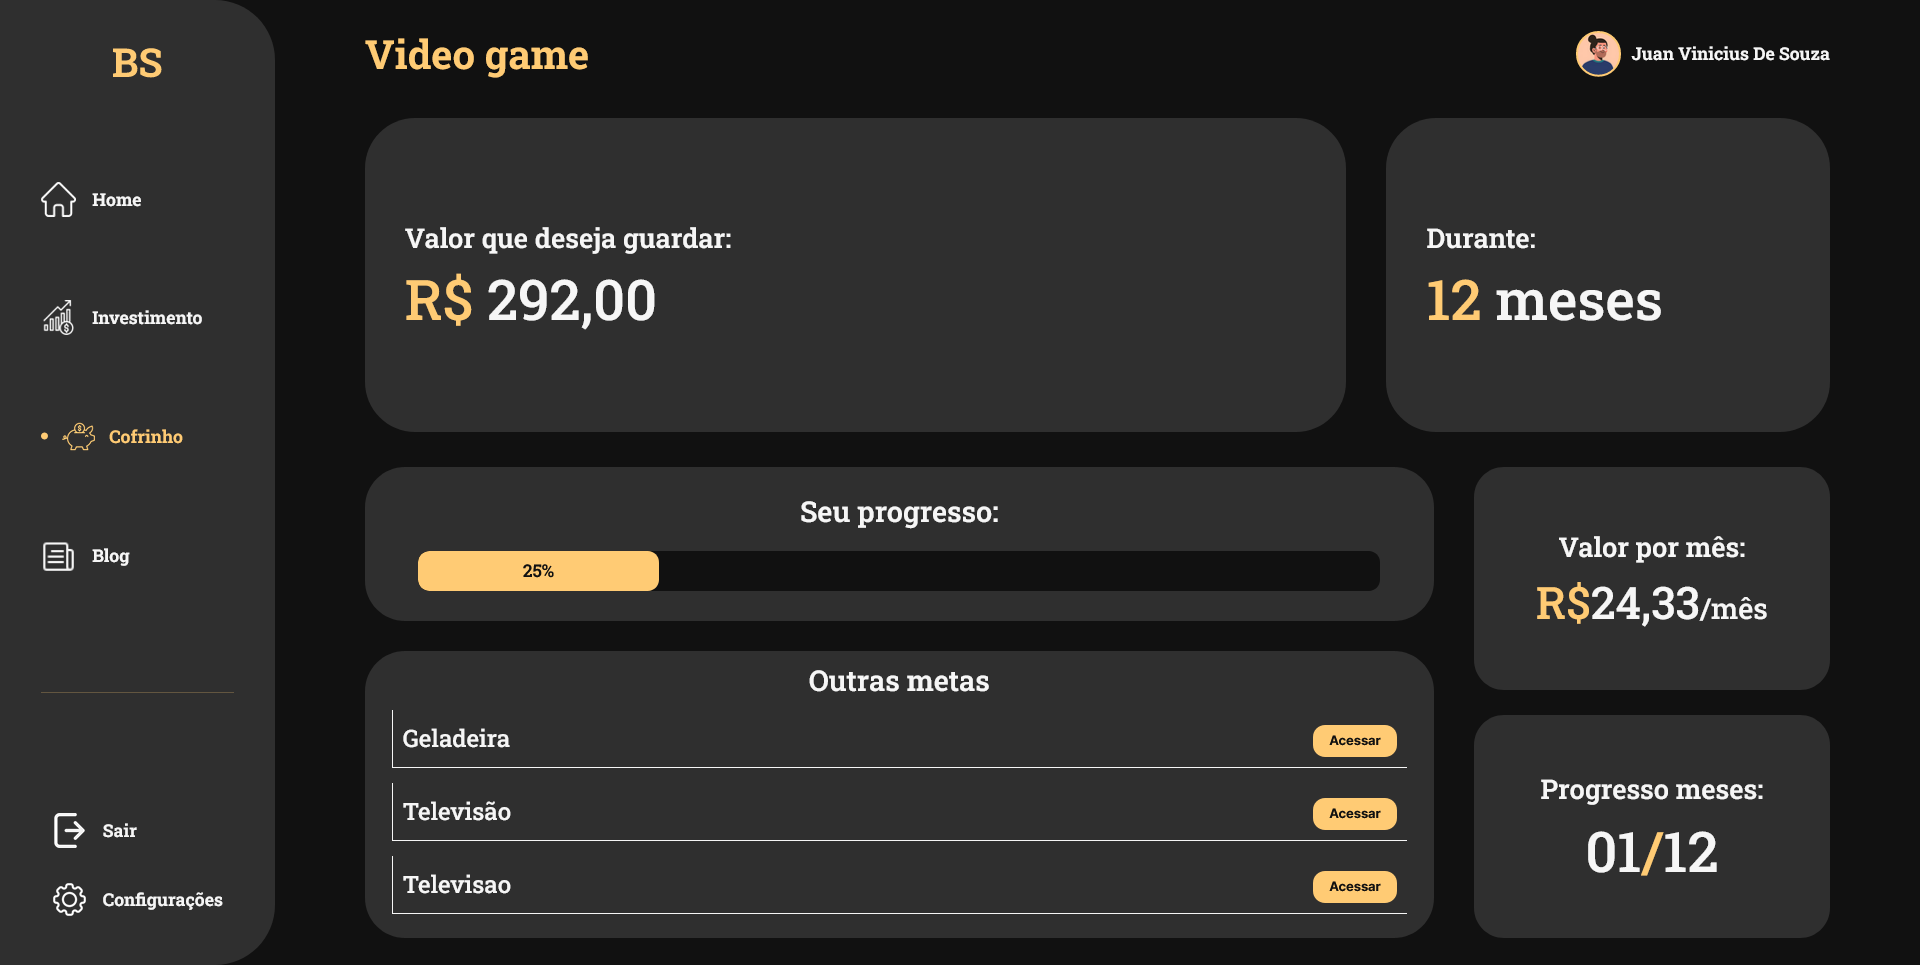 BS
Home
Investimento
Cofrinho
Blog
Sair
Configurações
Video game
Juan Vinicius De Souza
Valor que deseja guardar:
R$ 292,00
Durante:
12 meses
Seu progresso:
25%
Valor por mês:
R$24,33/mês
Outras metas
Geladeira
Acessar
Televisão
Acessar
Televisao
Acessar
Progresso meses:
01/12